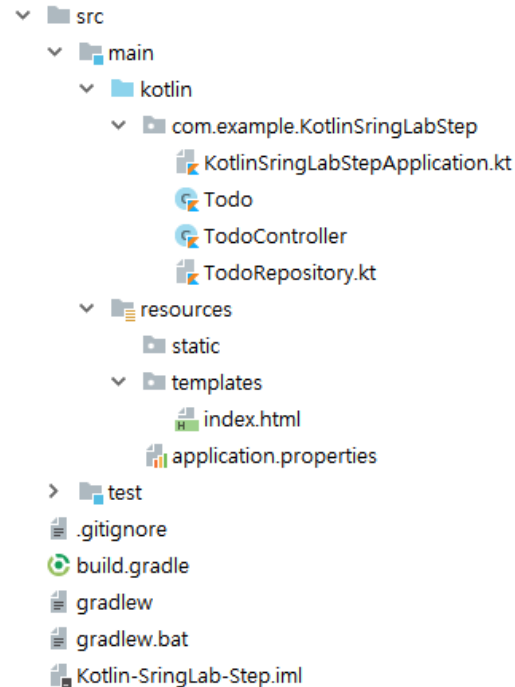 src
main
kotlin
com.example.KotlinSringLabStep
KotlinSringLabStepApplication.kt
Todo
TodoController
TodoRepository.kt
resources
static
templates
index.html
application.properties
test
.gitignore
build.gradle
gradlew
gradlew.bat
Kotlin-SringLab-Step.iml